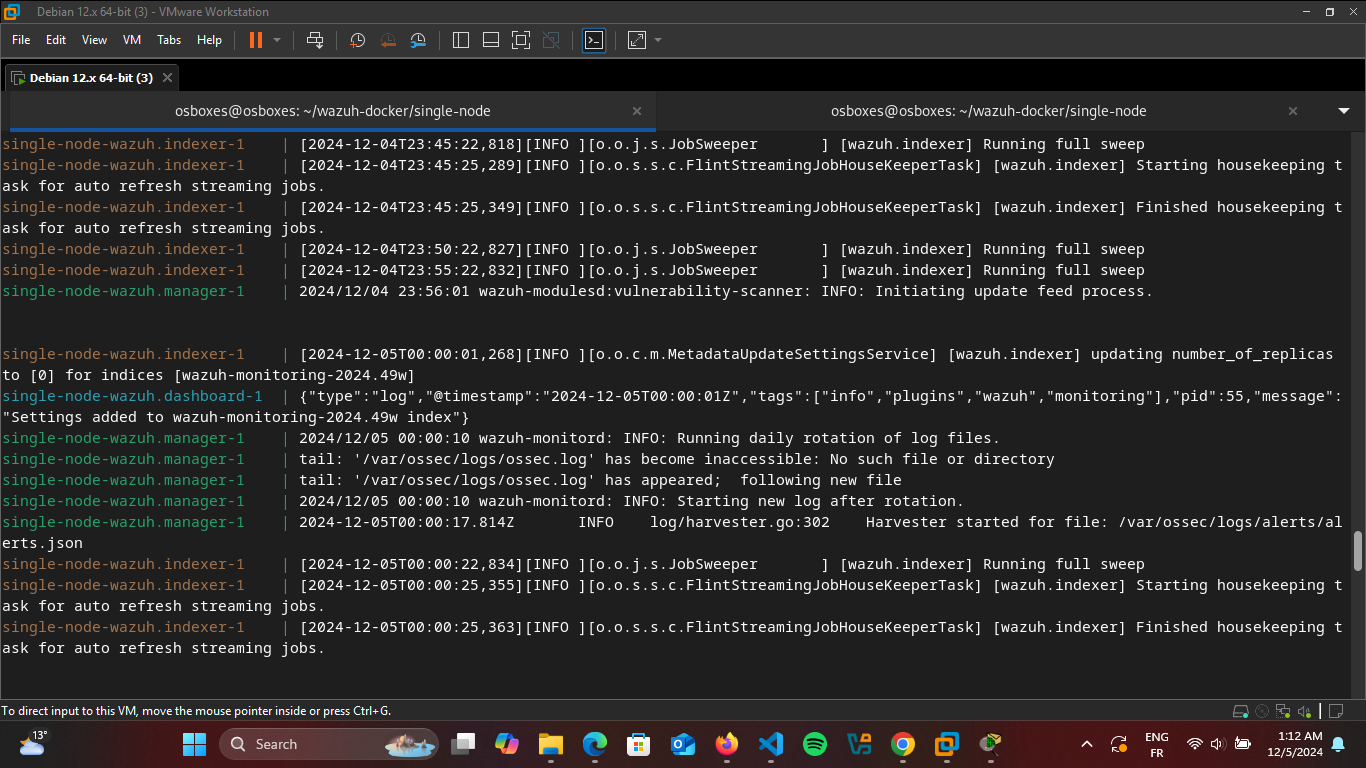 Debian 12.x 64-bit (3) - VMware Workstation
File Edit View VM Tabs Help
Debian 12.x 64-bit (3)
osboxes@osboxes: ~/wazuh-docker/single-node
osboxes@osboxes: ~/wazuh-docker/single-node
single-node-wazuh.indexer-1    | [2024-12-04T23:45:22,818][INFO ][o.o.j.s.JobSweeper       ] [wazuh.indexer] Running full sweep
single-node-wazuh.indexer-1    | [2024-12-04T23:45:25,289][INFO ][o.o.s.s.c.FlintStreamingJobHouseKeeperTask] [wazuh.indexer] Starting housekeeping t
ask for auto refresh streaming jobs.
single-node-wazuh.indexer-1    | [2024-12-04T23:45:25,349][INFO ][o.o.s.s.c.FlintStreamingJobHouseKeeperTask] [wazuh.indexer] Finished housekeeping t
ask for auto refresh streaming jobs.
single-node-wazuh.indexer-1    | [2024-12-04T23:50:22,827][INFO ][o.o.j.s.JobSweeper       ] [wazuh.indexer] Running full sweep
single-node-wazuh.indexer-1    | [2024-12-04T23:55:22,832][INFO ][o.o.j.s.JobSweeper       ] [wazuh.indexer] Running full sweep
single-node-wazuh.manager-1    | 2024/12/04 23:56:01 wazuh-modulesd:vulnerability-scanner: INFO: Initiating update feed process.
single-node-wazuh.indexer-1    | [2024-12-05T00:00:01,268][INFO ][o.o.c.m.MetadataUpdateSettingsService] [wazuh.indexer] updating number_of_replicas
to [0] for indices [wazuh-monitoring-2024.49w]
single-node-wazuh.dashboard-1  | {"type":"log","@timestamp":"2024-12-05T00:00:01Z","tags":["info","plugins","wazuh","monitoring"],"pid":55,"message":
"Settings added to wazuh-monitoring-2024.49w index"}
single-node-wazuh.manager-1    | 2024/12/05 00:00:10 wazuh-monitord: INFO: Running daily rotation of log files.
single-node-wazuh.manager-1    | tail: '/var/ossec/logs/ossec.log' has become inaccessible: No such file or directory
single-node-wazuh.manager-1    | tail: '/var/ossec/logs/ossec.log' has appeared;  following new file
single-node-wazuh.manager-1    | 2024/12/05 00:00:10 wazuh-monitord: INFO: Starting new log after rotation.
single-node-wazuh.manager-1    | 2024-12-05T00:00:17.814Z       INFO    log/harvester.go:302    Harvester started for file: /var/ossec/logs/alerts/al
erts.json
single-node-wazuh.indexer-1    | [2024-12-05T00:00:22,834][INFO ][o.o.j.s.JobSweeper       ] [wazuh.indexer] Running full sweep
single-node-wazuh.indexer-1    | [2024-12-05T00:00:25,355][INFO ][o.o.s.s.c.FlintStreamingJobHouseKeeperTask] [wazuh.indexer] Starting housekeeping t
ask for auto refresh streaming jobs.
single-node-wazuh.indexer-1    | [2024-12-05T00:00:25,363][INFO ][o.o.s.s.c.FlintStreamingJobHouseKeeperTask] [wazuh.indexer] Finished housekeeping t
ask for auto refresh streaming jobs.
To direct input to this VM, move the mouse pointer inside or press Ctrl+G.
13°
Search
ENG
FR
1:12 AM
12/5/2024